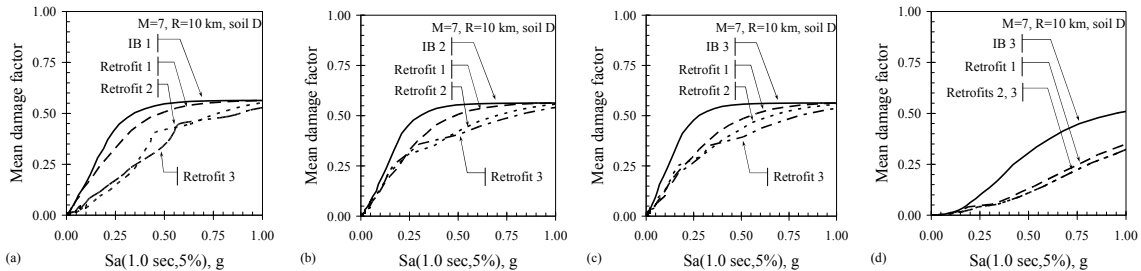 1.00
0.75
0.50
0.25
0.00
Mean damage factor
M=7, R=10 km, soil D
IB 1
Retrofit 1
Retrofit 2
Retrofit 3
0.00 0.25 0.50 0.75 1.00
(a) Sa(1.0 sec,5%), g
1.00
0.75
0.50
0.25
0.00
Mean damage factor
M=7, R=10 km, soil D
IB 2
Retrofit 1
Retrofit 2
Retrofit 3
0.00 0.25 0.50 0.75 1.00
(b) Sa(1.0 sec,5%), g
1.00
0.75
0.50
0.25
0.00
Mean damage factor
M=7, R=10 km, soil D
IB 3
Retrofit 1
Retrofit 2
Retrofit 3
0.00 0.25 0.50 0.75 1.00
(c) Sa(1.0 sec,5%), g
1.00
0.75
0.50
0.25
0.00
Mean damage factor
M=7, R=10 km, soil D
IB 3
Retrofit 1
Retrofits 2, 3
0.00 0.25 0.50 0.75 1.00
(d) Sa(1.0 sec,5%), g